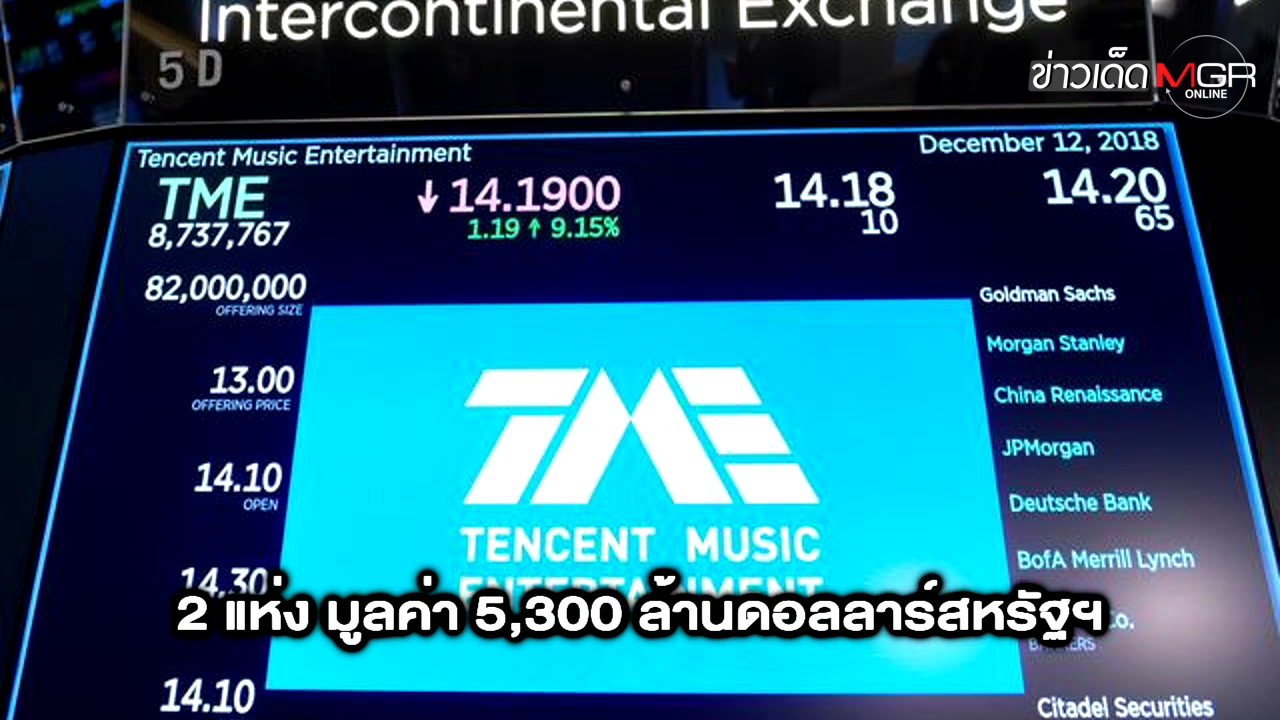 Intercontinental Exchange
5 D
ข่าวเด็ด MGR
ONLINE
Tencent Music Entertainment
December 12, 2018
TME
↓ 14.1900
14.18
14.20
8,737,767
1.19 ↑ 9.15%
10
65
82,000,000
OFFERING SIZE
Goldman Sachs
Morgan Stanley
13.00
OFFERING PRICE
China Renaissance
JPMorgan
14.10
OPEN
Deutsche Bank
TENCENT MUSIC
ENTERTAINMENT
BofA Merrill Lynch
14.30
2 แห่ง มูลค่า 5,300 ล้านดอลลาร์สหรัฐฯ
14.10
Citadel Securities